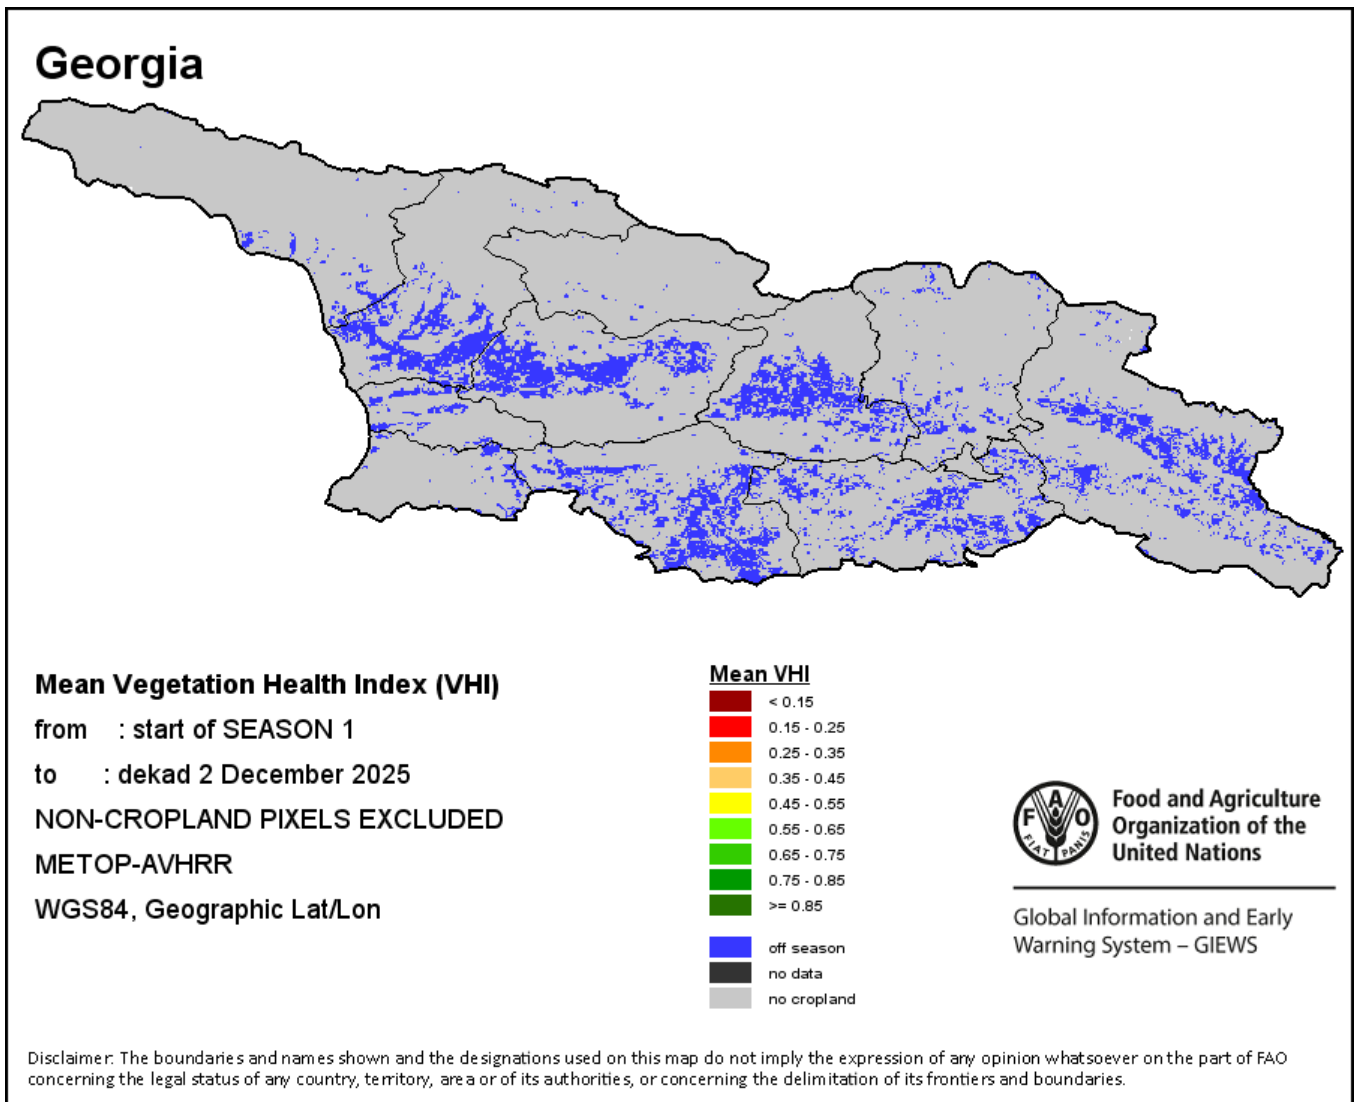 Georgia
Mean Vegetation Health Index (VHI)
from : start of SEASON 1
to : dekad 2 December 2025
NON-CROPLAND PIXELS EXCLUDED
METOP-AVHRR
WGS84, Geographic Lat/Lon
Mean VHI
< 0.15
0.15 - 0.25
0.25 - 0.35
0.35 - 0.45
0.45 - 0.55
0.55 - 0.65
0.65 - 0.75
0.75 - 0.85
>= 0.85
off season
no data
no cropland
F A O
FIAT PANIS
Food and Agriculture
Organization of the
United Nations
Global Information and Early
Warning System – GIEWS
Disclaimer: The boundaries and names shown and the designations used on this map do not imply the expression of any opinion whatsoever on the part of FAO
concerning the legal status of any country, territory, area or of its authorities, or concerning the delimitation of its frontiers and boundaries.